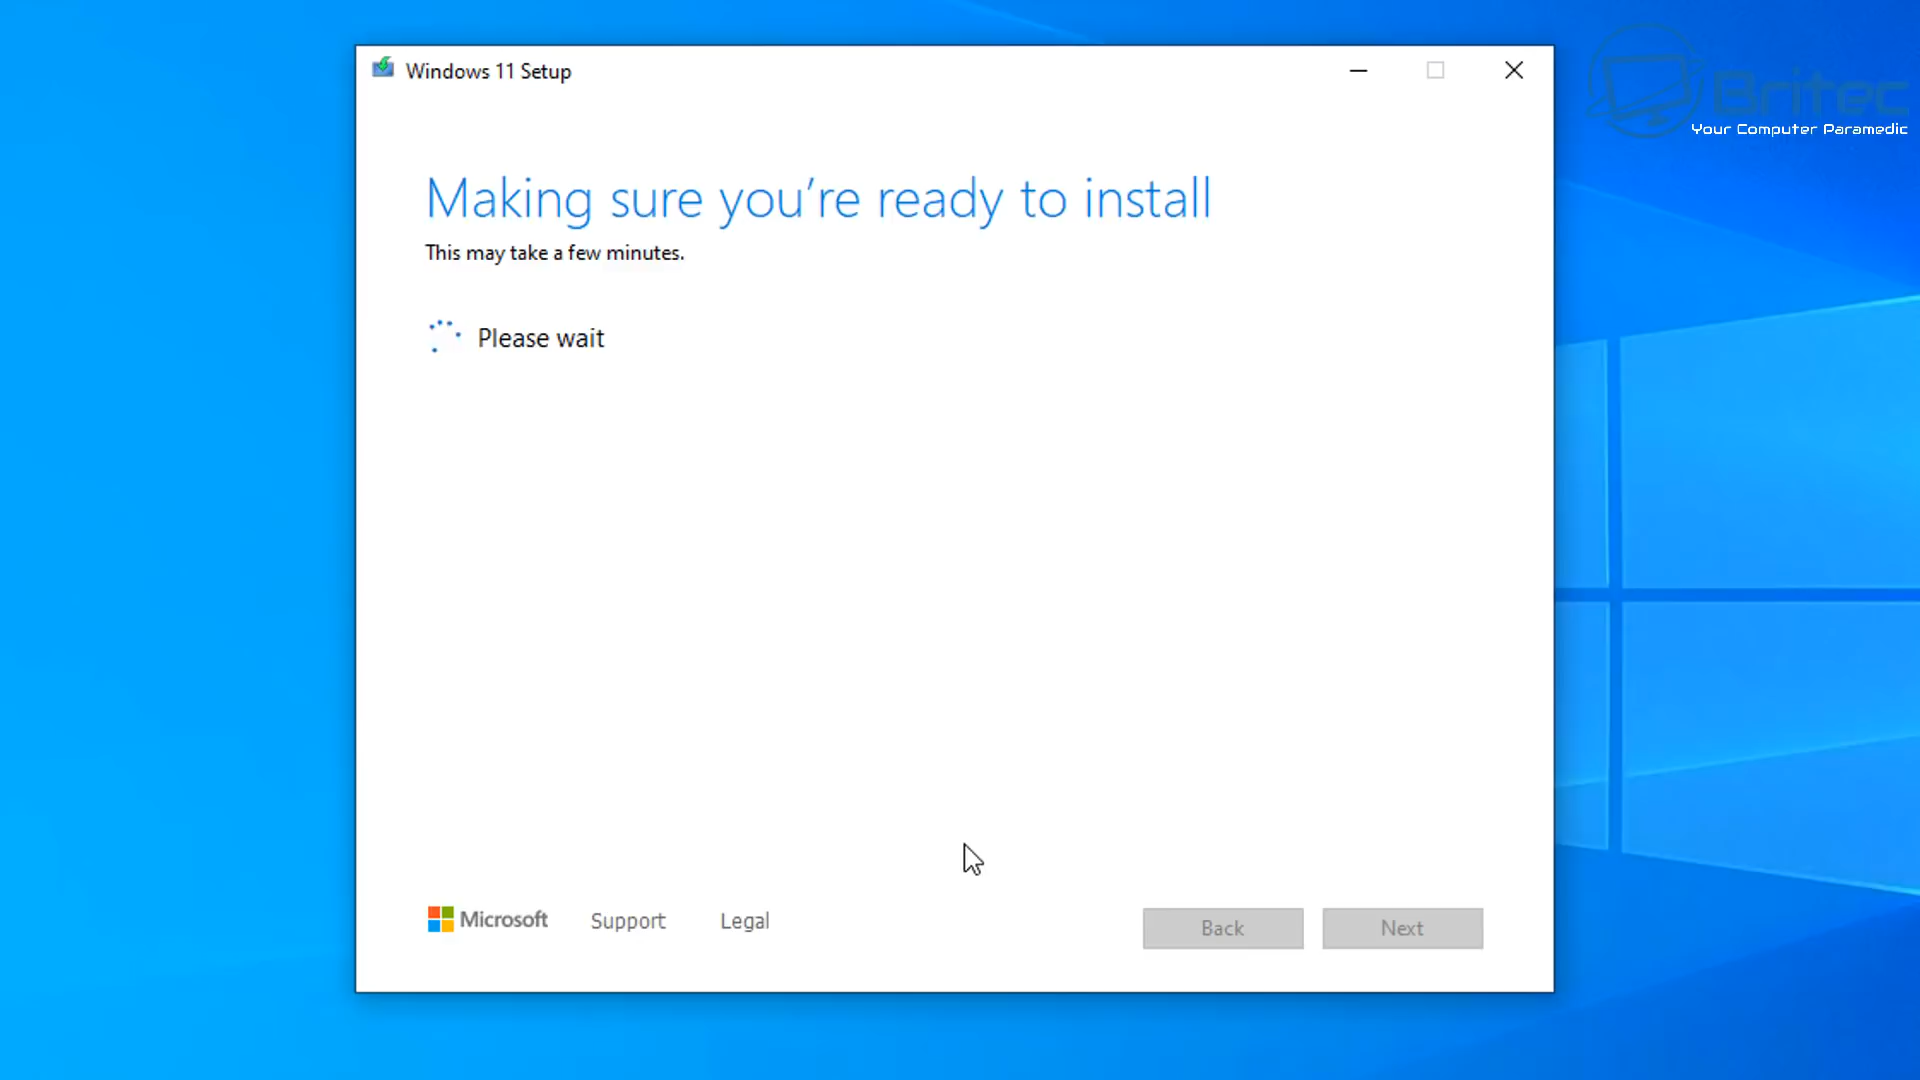 Windows 11 Setup
Britec
Your Computer Paramedic
Making sure you’re ready to install
This may take a few minutes.
Please wait
Microsoft
Support
Legal
Back
Next